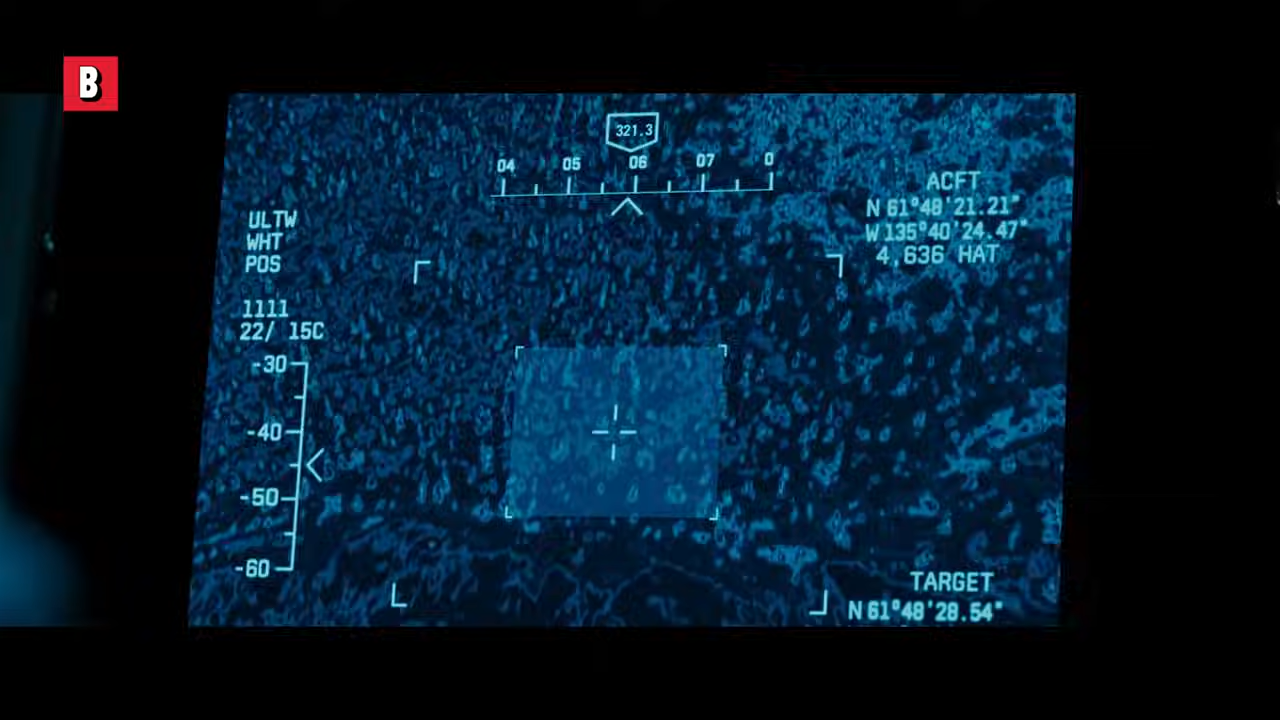 B
321.3
04 05 06 07 0
ACFT
N 61°48'21.21"
W 135°40'24.47"
4,636 HAT
ULTW
WHT
POS
1111
22/ 15C
-30
-40
-50
-60
TARGET
N 61°48'28.54"